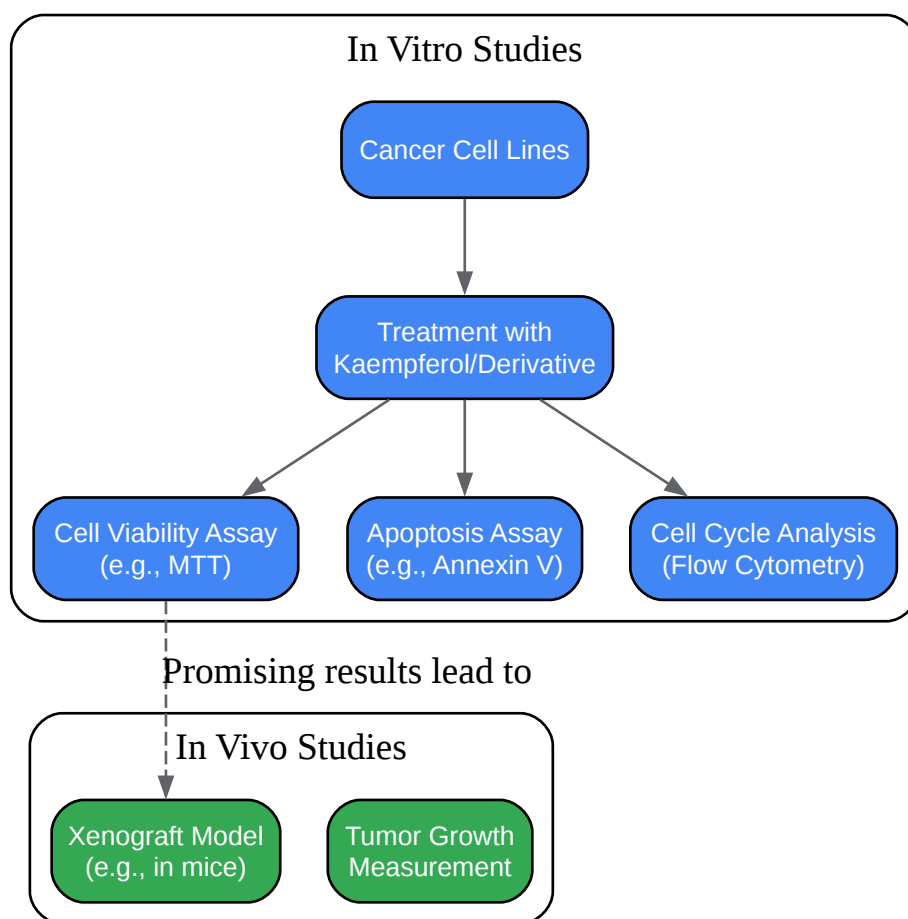 In Vitro Studies
Cancer Cell Lines
Treatment with
Kaempferol/Derivative
Cell Viability Assay
(e.g., MTT)
Apoptosis Assay
(e.g., Annexin V)
Cell Cycle Analysis
(Flow Cytometry)
Promising results lead to
In Vivo Studies
Xenograft Model
(e.g., in mice)
Tumor Growth
Measurement